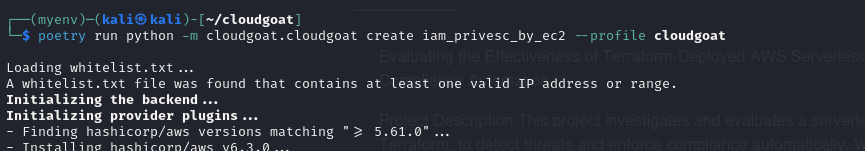 ┌──(myenv)─(kali㉿kali)-[~/cloudgoat]
└─$ poetry run python -m cloudgoat.cloudgoat create iam_privesc_by_ec2 --profile cloudgoat
Evaluating the Effectiveness of Terraform-Deployed AWS Serverless
Loading whitelist.txt...
A whitelist.txt file was found that contains at least one valid IP address or range.
Initializing the backend...
Initializing provider plugins...
Project Description This project investigates and evaluates a serverless
- Finding hashicorp/aws versions matching "≥ 5.61.0"...
- Installing hashicorp/aws v6.3.0...
Terraform, to detect threats and enforce compliance automatically.